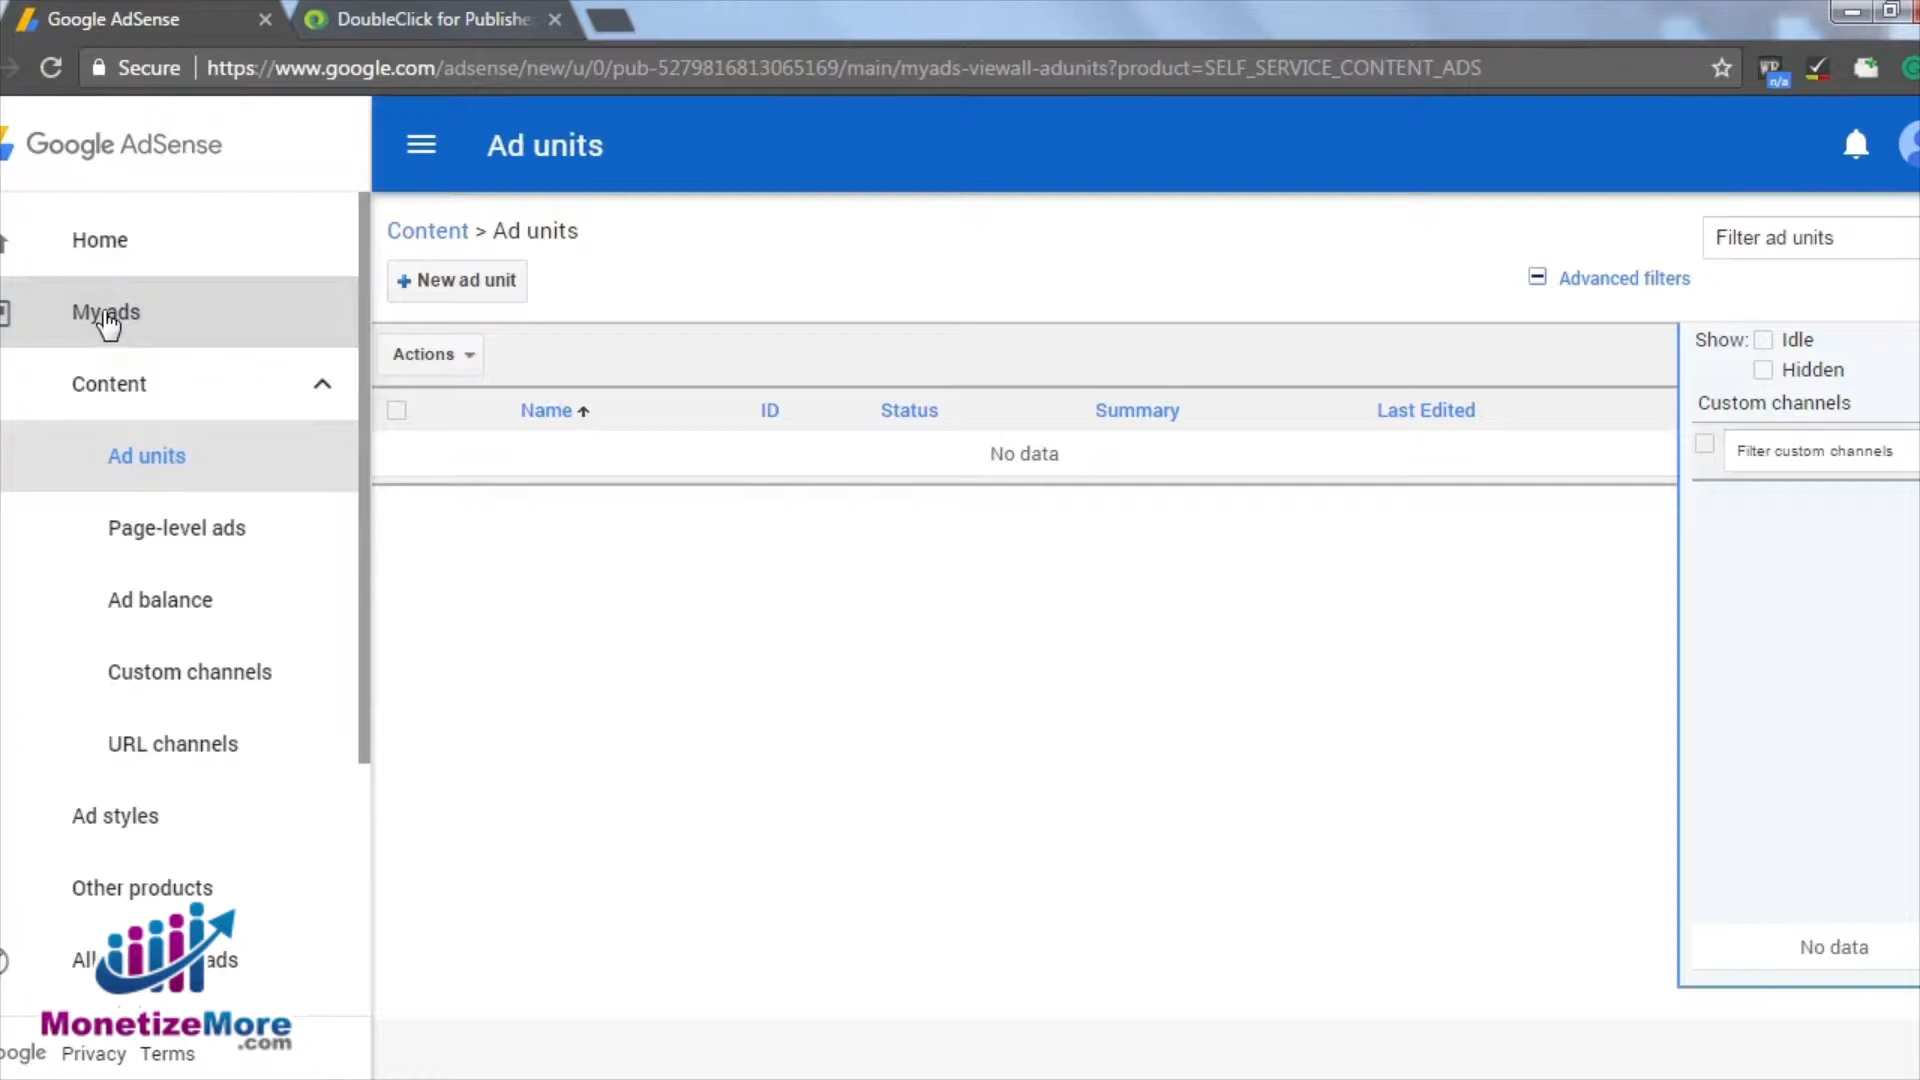 Google AdSense
DoubleClick for Publishe
Secure
https://www.google.com/adsense/new/u/0/pub-5279816813065169/main/myads-viewall-adunits?product=SELF_SERVICE_CONTENT_ADS
n/a
Google AdSense
Ad units
Home
My ads
Content
Ad units
Page-level ads
Ad balance
Custom channels
URL channels
Ad styles
Other products
All
ads
MonetizeMore
.com
oogle Privacy Terms
Content > Ad units
Filter ad units
+ New ad unit
Advanced filters
Actions
Name
ID
Status
Summary
Last Edited
No data
Show:
Idle
Hidden
Custom channels
Filter custom channels
No data